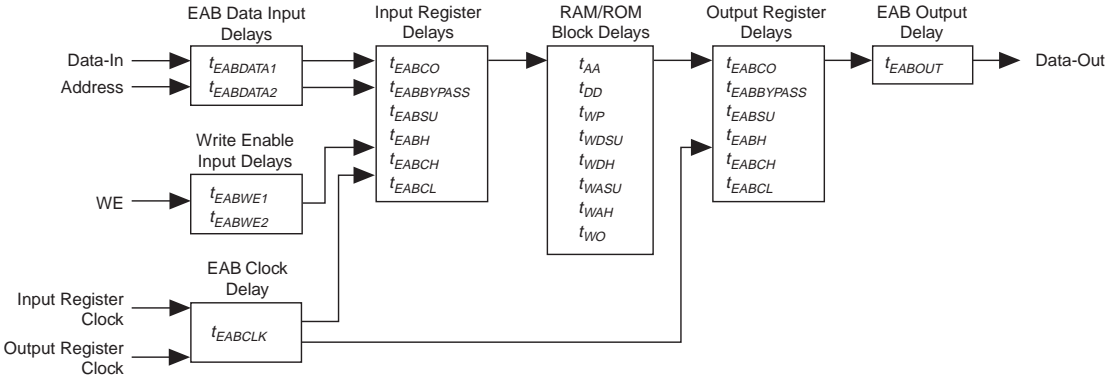 EAB Data Input
Delays
Input Register
Delays
RAM/ROM
Block Delays
Output Register
Delays
EAB Output
Delay
Data-In
Address
tEABDATA1
tEABDATA2
tEABCO
tEABBYPASS
tEABSU
tEABH
tEABCH
tEABCL
tAA
tDD
tWP
tWDSU
tWDH
tWASU
tWAH
tWO
tEABCO
tEABBYPASS
tEABSU
tEABH
tEABCH
tEABCL
tEABOUT
Data-Out
Write Enable
Input Delays
WE
tEABWE1
tEABWE2
EAB Clock
Delay
Input Register
Clock
Output Register
Clock
tEABCLK